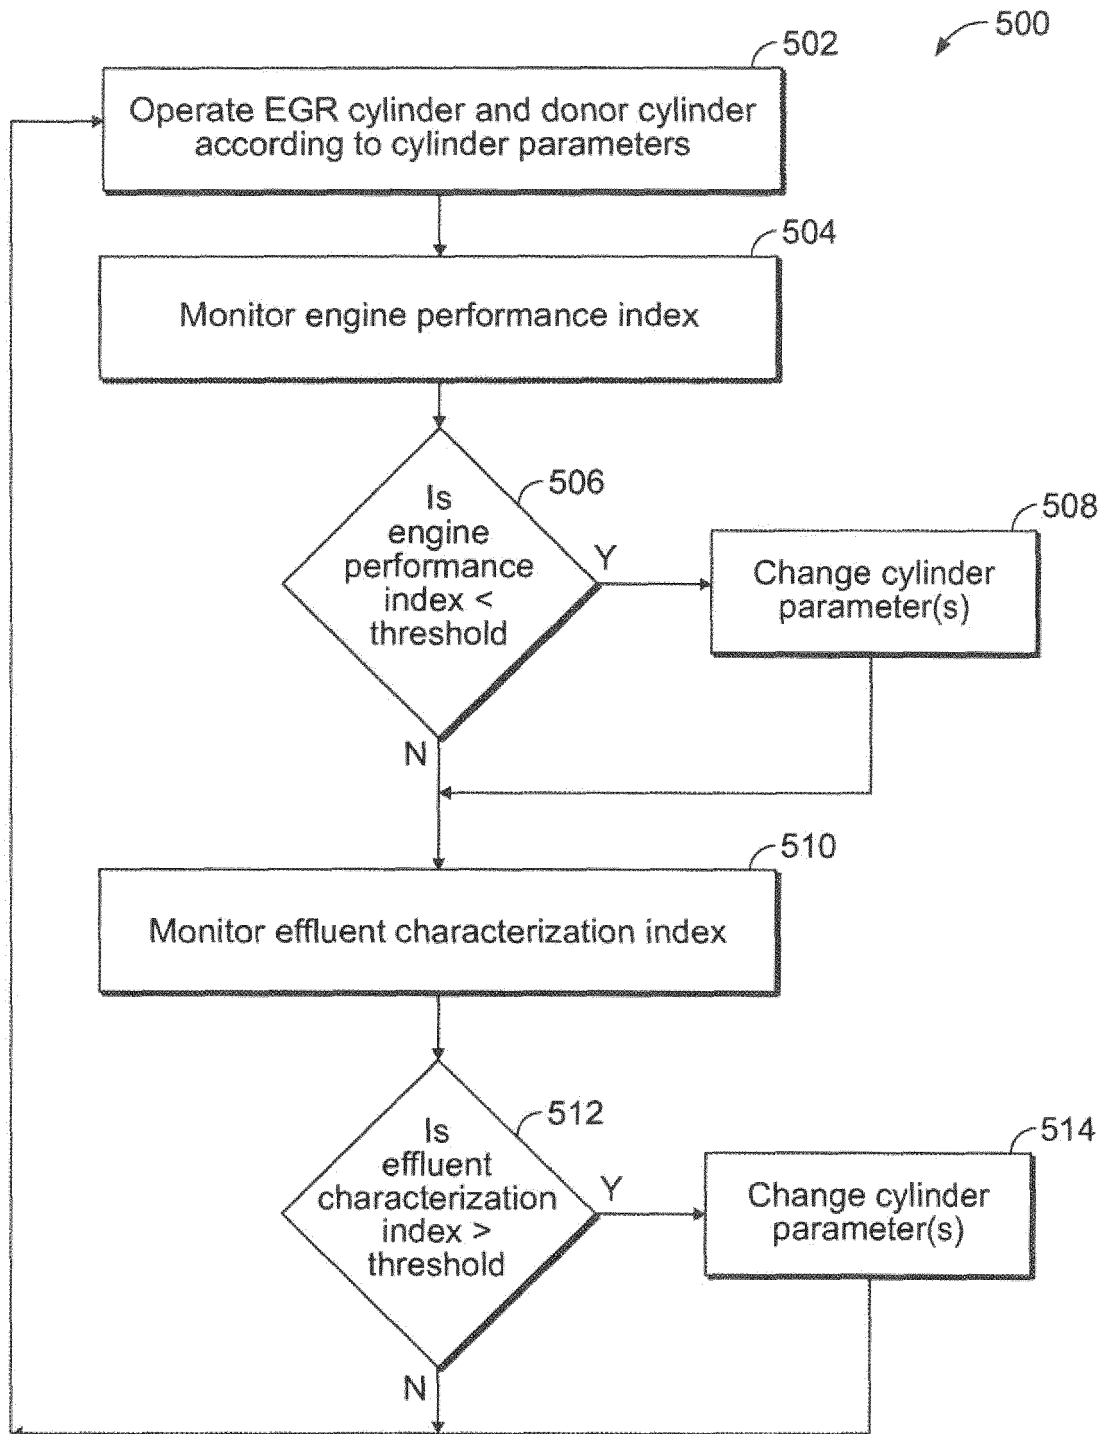 500
502
Operate EGR cylinder and donor cylinder
according to cylinder parameters
504
Monitor engine performance index
506
Is
engine
performance
index <
threshold
Y
508
Change cylinder
parameter(s)
N
510
Monitor effluent characterization index
512
Is
effluent
characterization
index >
threshold
Y
514
Change cylinder
parameter(s)
N